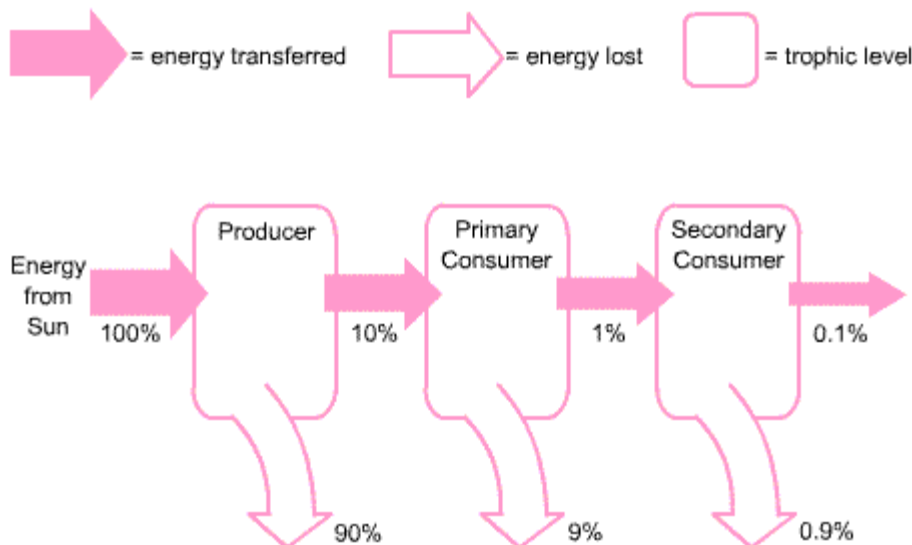 = energy transferred
= energy lost
= trophic level
Energy
from
Sun
100%
Producer
10%
Primary
Consumer
1%
Secondary
Consumer
0.1%
90%
9%
0.9%